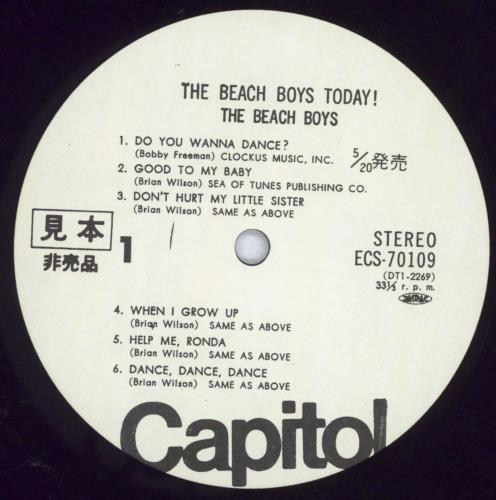 THE BEACH BOYS TODAY!
THE BEACH BOYS
1. DO YOU WANNA DANCE?
(Bobby Freeman) CLOCKUS MUSIC, INC.
5/20発売
2. GOOD TO MY BABY
(Brian Wilson) SEA OF TUNES PUBLISHING CO.
3. DON'T HURT MY LITTLE SISTER
(Brian Wilson) SAME AS ABOVE
見本
非売品
1
STEREO
ECS-70109
(DT1-2269)
33⅓ r. p. m.
4. WHEN I GROW UP
(Brian Wilson) SAME AS ABOVE
5. HELP ME, RONDA
(Brian Wilson) SAME AS ABOVE
6. DANCE, DANCE, DANCE
(Brian Wilson) SAME AS ABOVE
Capitol